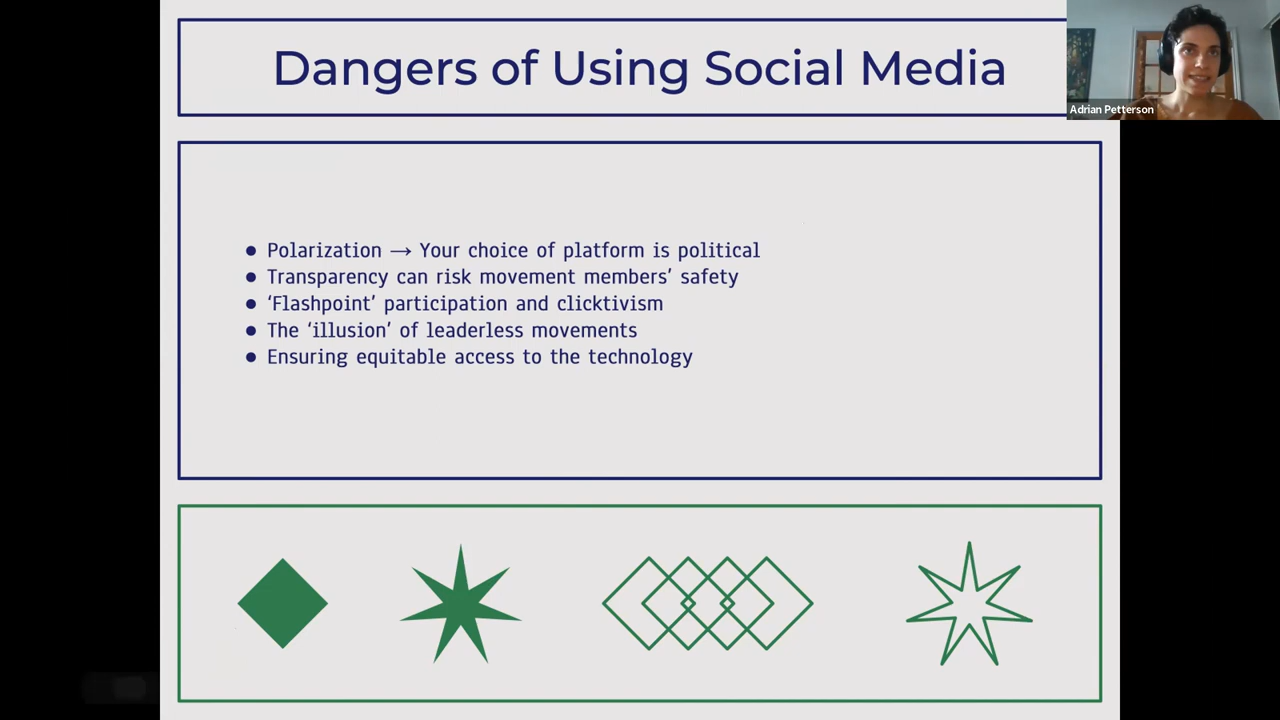 Dangers of Using Social Media
Adrian Petterson
● Polarization → Your choice of platform is political
● Transparency can risk movement members’ safety
● ‘Flashpoint’ participation and clicktivism
● The ‘illusion’ of leaderless movements
● Ensuring equitable access to the technology